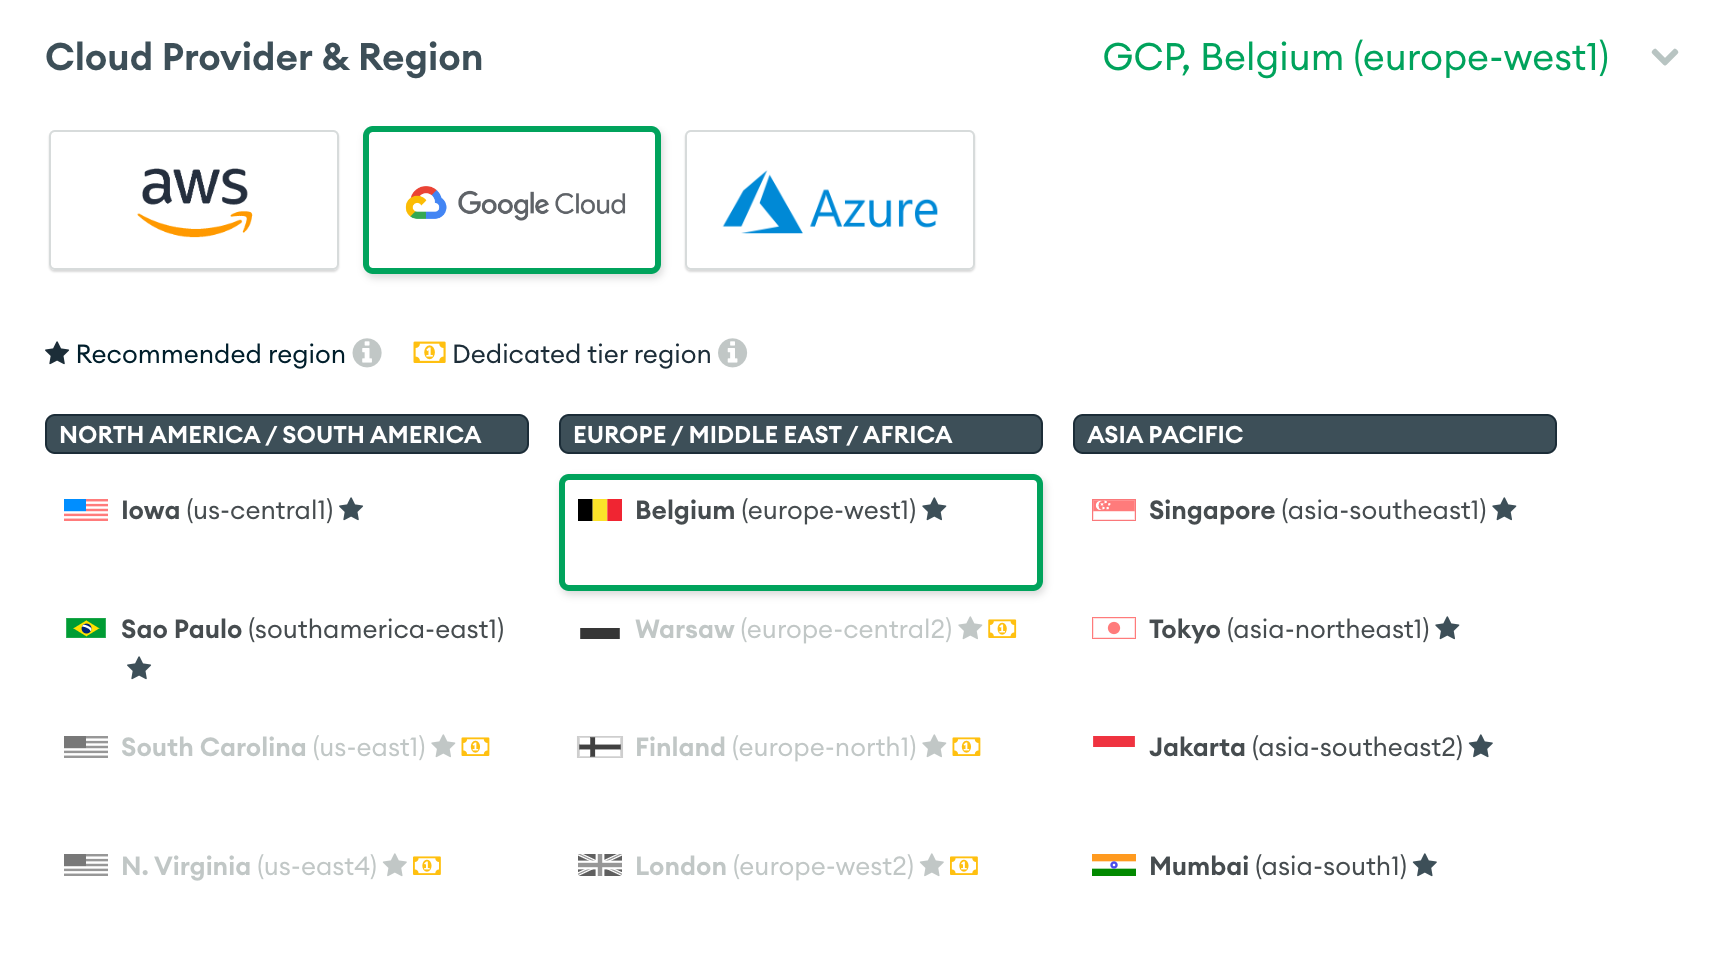 Cloud Provider & Region
GCP, Belgium (europe-west1)
aws
Google Cloud
Azure
Recommended region
Dedicated tier region
NORTH AMERICA / SOUTH AMERICA
Iowa (us-central1)
Sao Paulo (southamerica-east1)
South Carolina (us-east1)
N. Virginia (us-east4)
EUROPE / MIDDLE EAST / AFRICA
Belgium (europe-west1)
Warsaw (europe-central2)
Finland (europe-north1)
London (europe-west2)
ASIA PACIFIC
Singapore (asia-southeast1)
Tokyo (asia-northeast1)
Jakarta (asia-southeast2)
Mumbai (asia-south1)